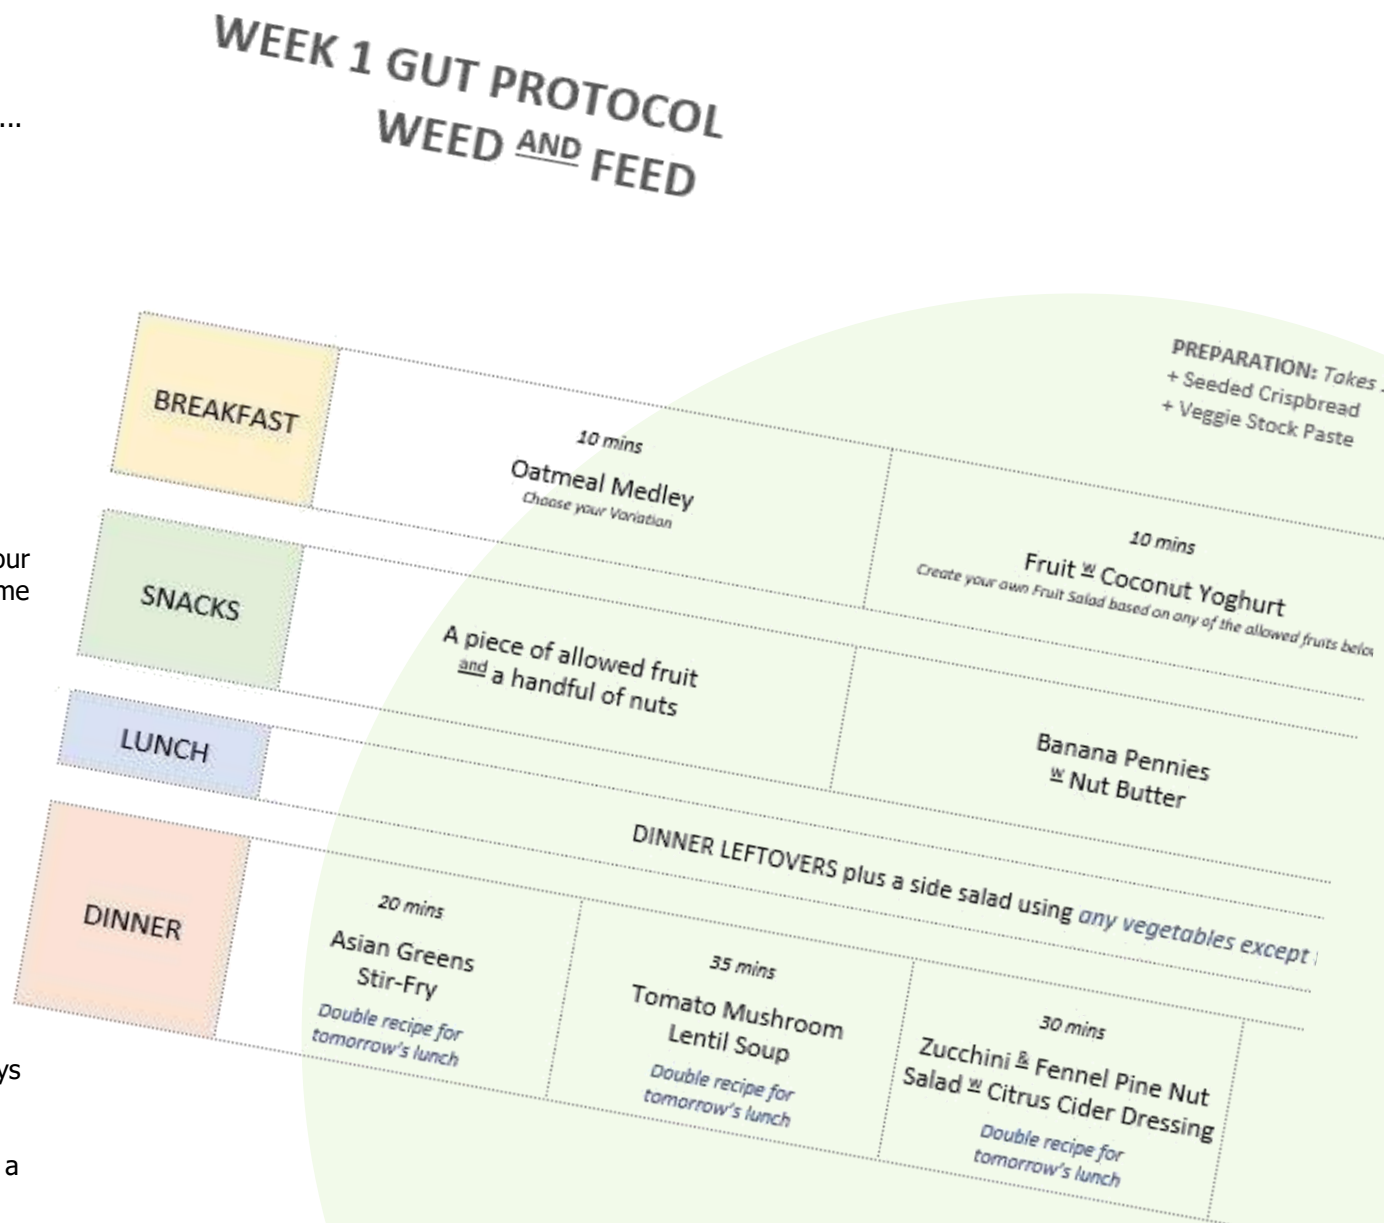 WEEK 1 GUT PROTOCOL
WEED AND FEED
...
our
me
ys
a
PREPARATION: Takes
+ Seeded Crispbread
+ Veggie Stock Paste
BREAKFAST
10 mins
Oatmeal Medley
Choose your Variation
10 mins
Fruit w Coconut Yoghurt
Create your own Fruit Salad based on any of the allowed fruits below
SNACKS
A piece of allowed fruit
and a handful of nuts
Banana Pennies
w Nut Butter
LUNCH
DINNER LEFTOVERS plus a side salad using any vegetables except
DINNER
20 mins
Asian Greens
Stir-Fry
Double recipe for
tomorrow's lunch
35 mins
Tomato Mushroom
Lentil Soup
Double recipe for
tomorrow's lunch
30 mins
Zucchini & Fennel Pine Nut
Salad w Citrus Cider Dressing
Double recipe for
tomorrow's lunch